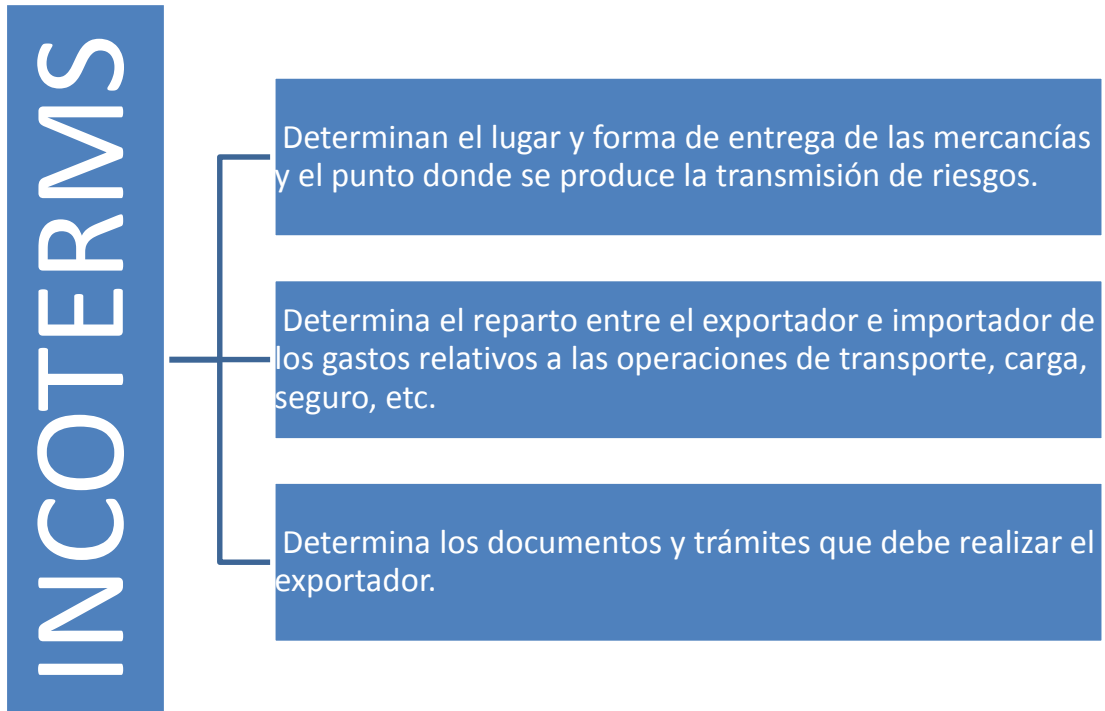 INCOTERMS
Determinan el lugar y forma de entrega de las mercancías
y el punto donde se produce la transmisión de riesgos.
Determina el reparto entre el exportador e importador de
los gastos relativos a las operaciones de transporte, carga,
seguro, etc.
Determina los documentos y trámites que debe realizar el
exportador.